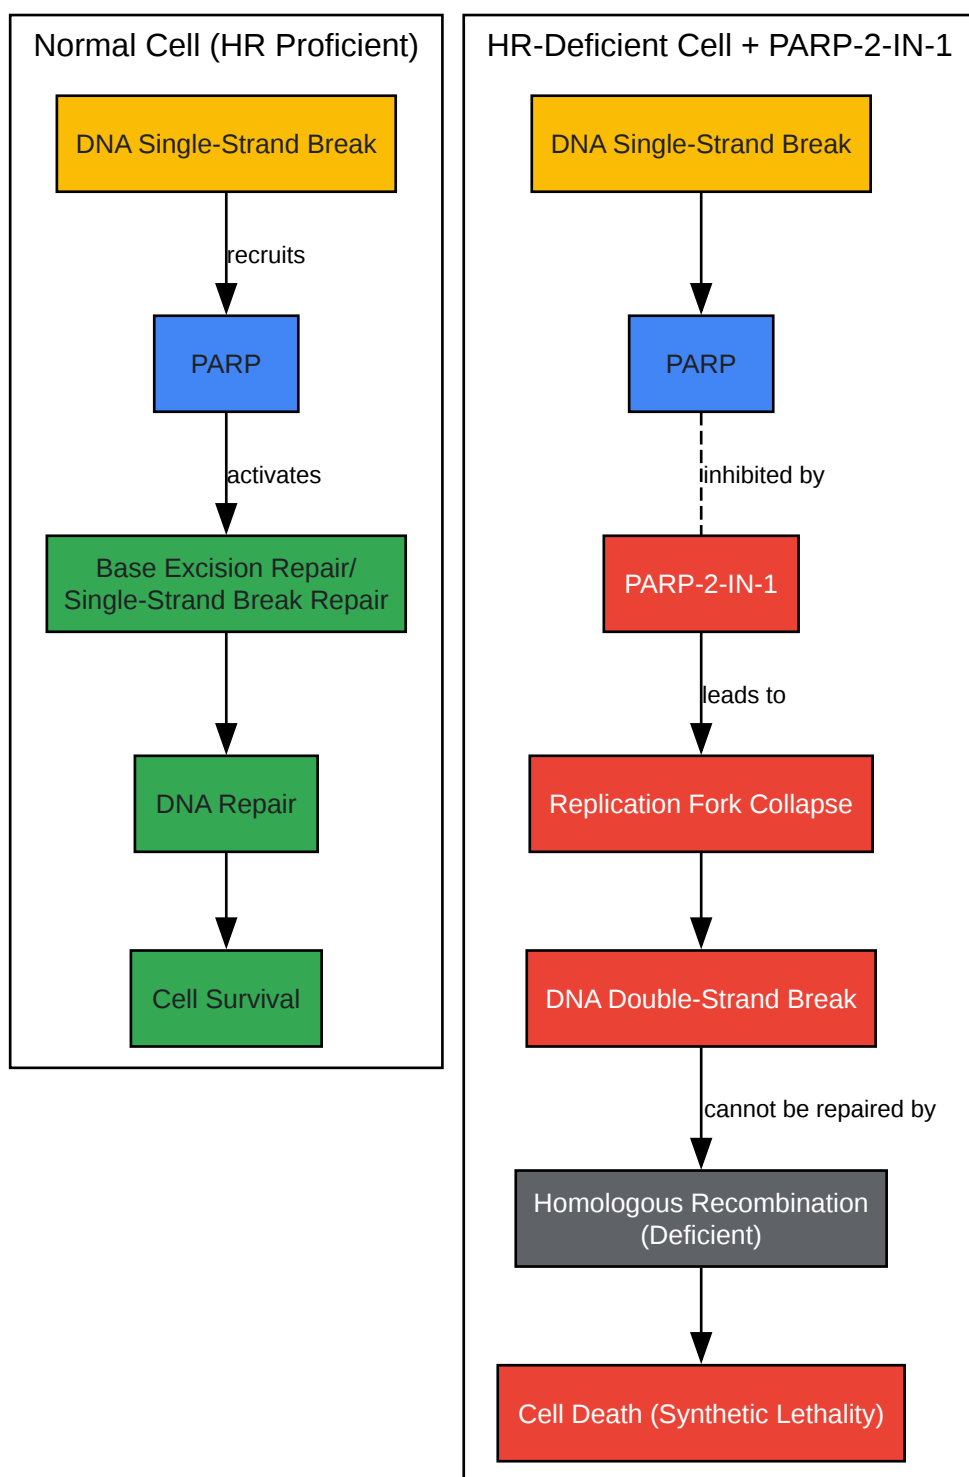 Normal Cell (HR Proficient)
DNA Single-Strand Break
recruits
PARP
activates
Base Excision Repair/
Single-Strand Break Repair
DNA Repair
Cell Survival
HR-Deficient Cell + PARP-2-IN-1
DNA Single-Strand Break
PARP
inhibited by
PARP-2-IN-1
leads to
Replication Fork Collapse
DNA Double-Strand Break
cannot be repaired by
Homologous Recombination
(Deficient)
Cell Death (Synthetic Lethality)